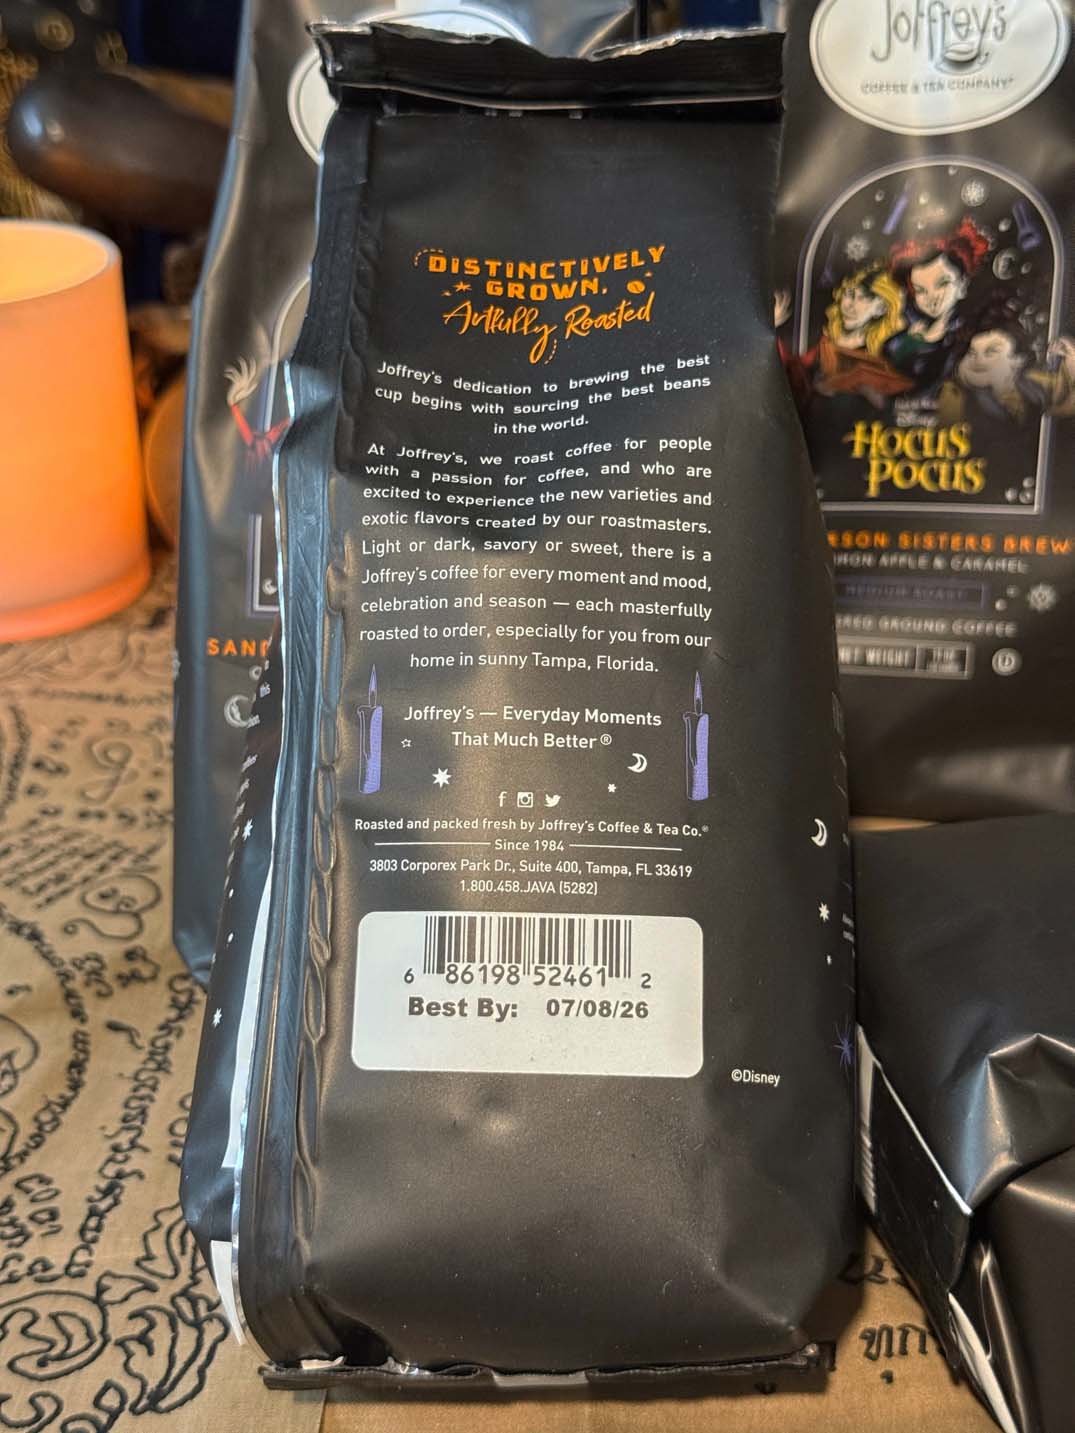 DISTINCTIVELY
GROWN.
Artfully Roasted
Joffrey's dedication to brewing the best
cup begins with sourcing the best beans
in the world.
At Joffrey's, we roast coffee for people
with a passion for coffee, and who are
excited to experience the new varieties and
exotic flavors created by our roastmasters.
Light or dark, savory or sweet, there is a
Joffrey's coffee for every moment and mood,
celebration and season — each masterfully
roasted to order, especially for you from our
home in sunny Tampa, Florida.
Joffrey's — Everyday Moments
That Much Better®
Roasted and packed fresh by Joffrey's Coffee & Tea Co.®
Since 1984
3803 Corporex Park Dr., Suite 400, Tampa, FL 33619
1.800.458.JAVA (5282)
6 86198 52461 2
Best By: 07/08/26
©Disney
Joffrey's
COFFEE & TEA COMPANY®
Disney
HOCUS
POCUS
SISTERS BREW
APPLE & CARAMEL
MEDIUM ROAST
GROUND COFFEE
NET WEIGHT
SAN